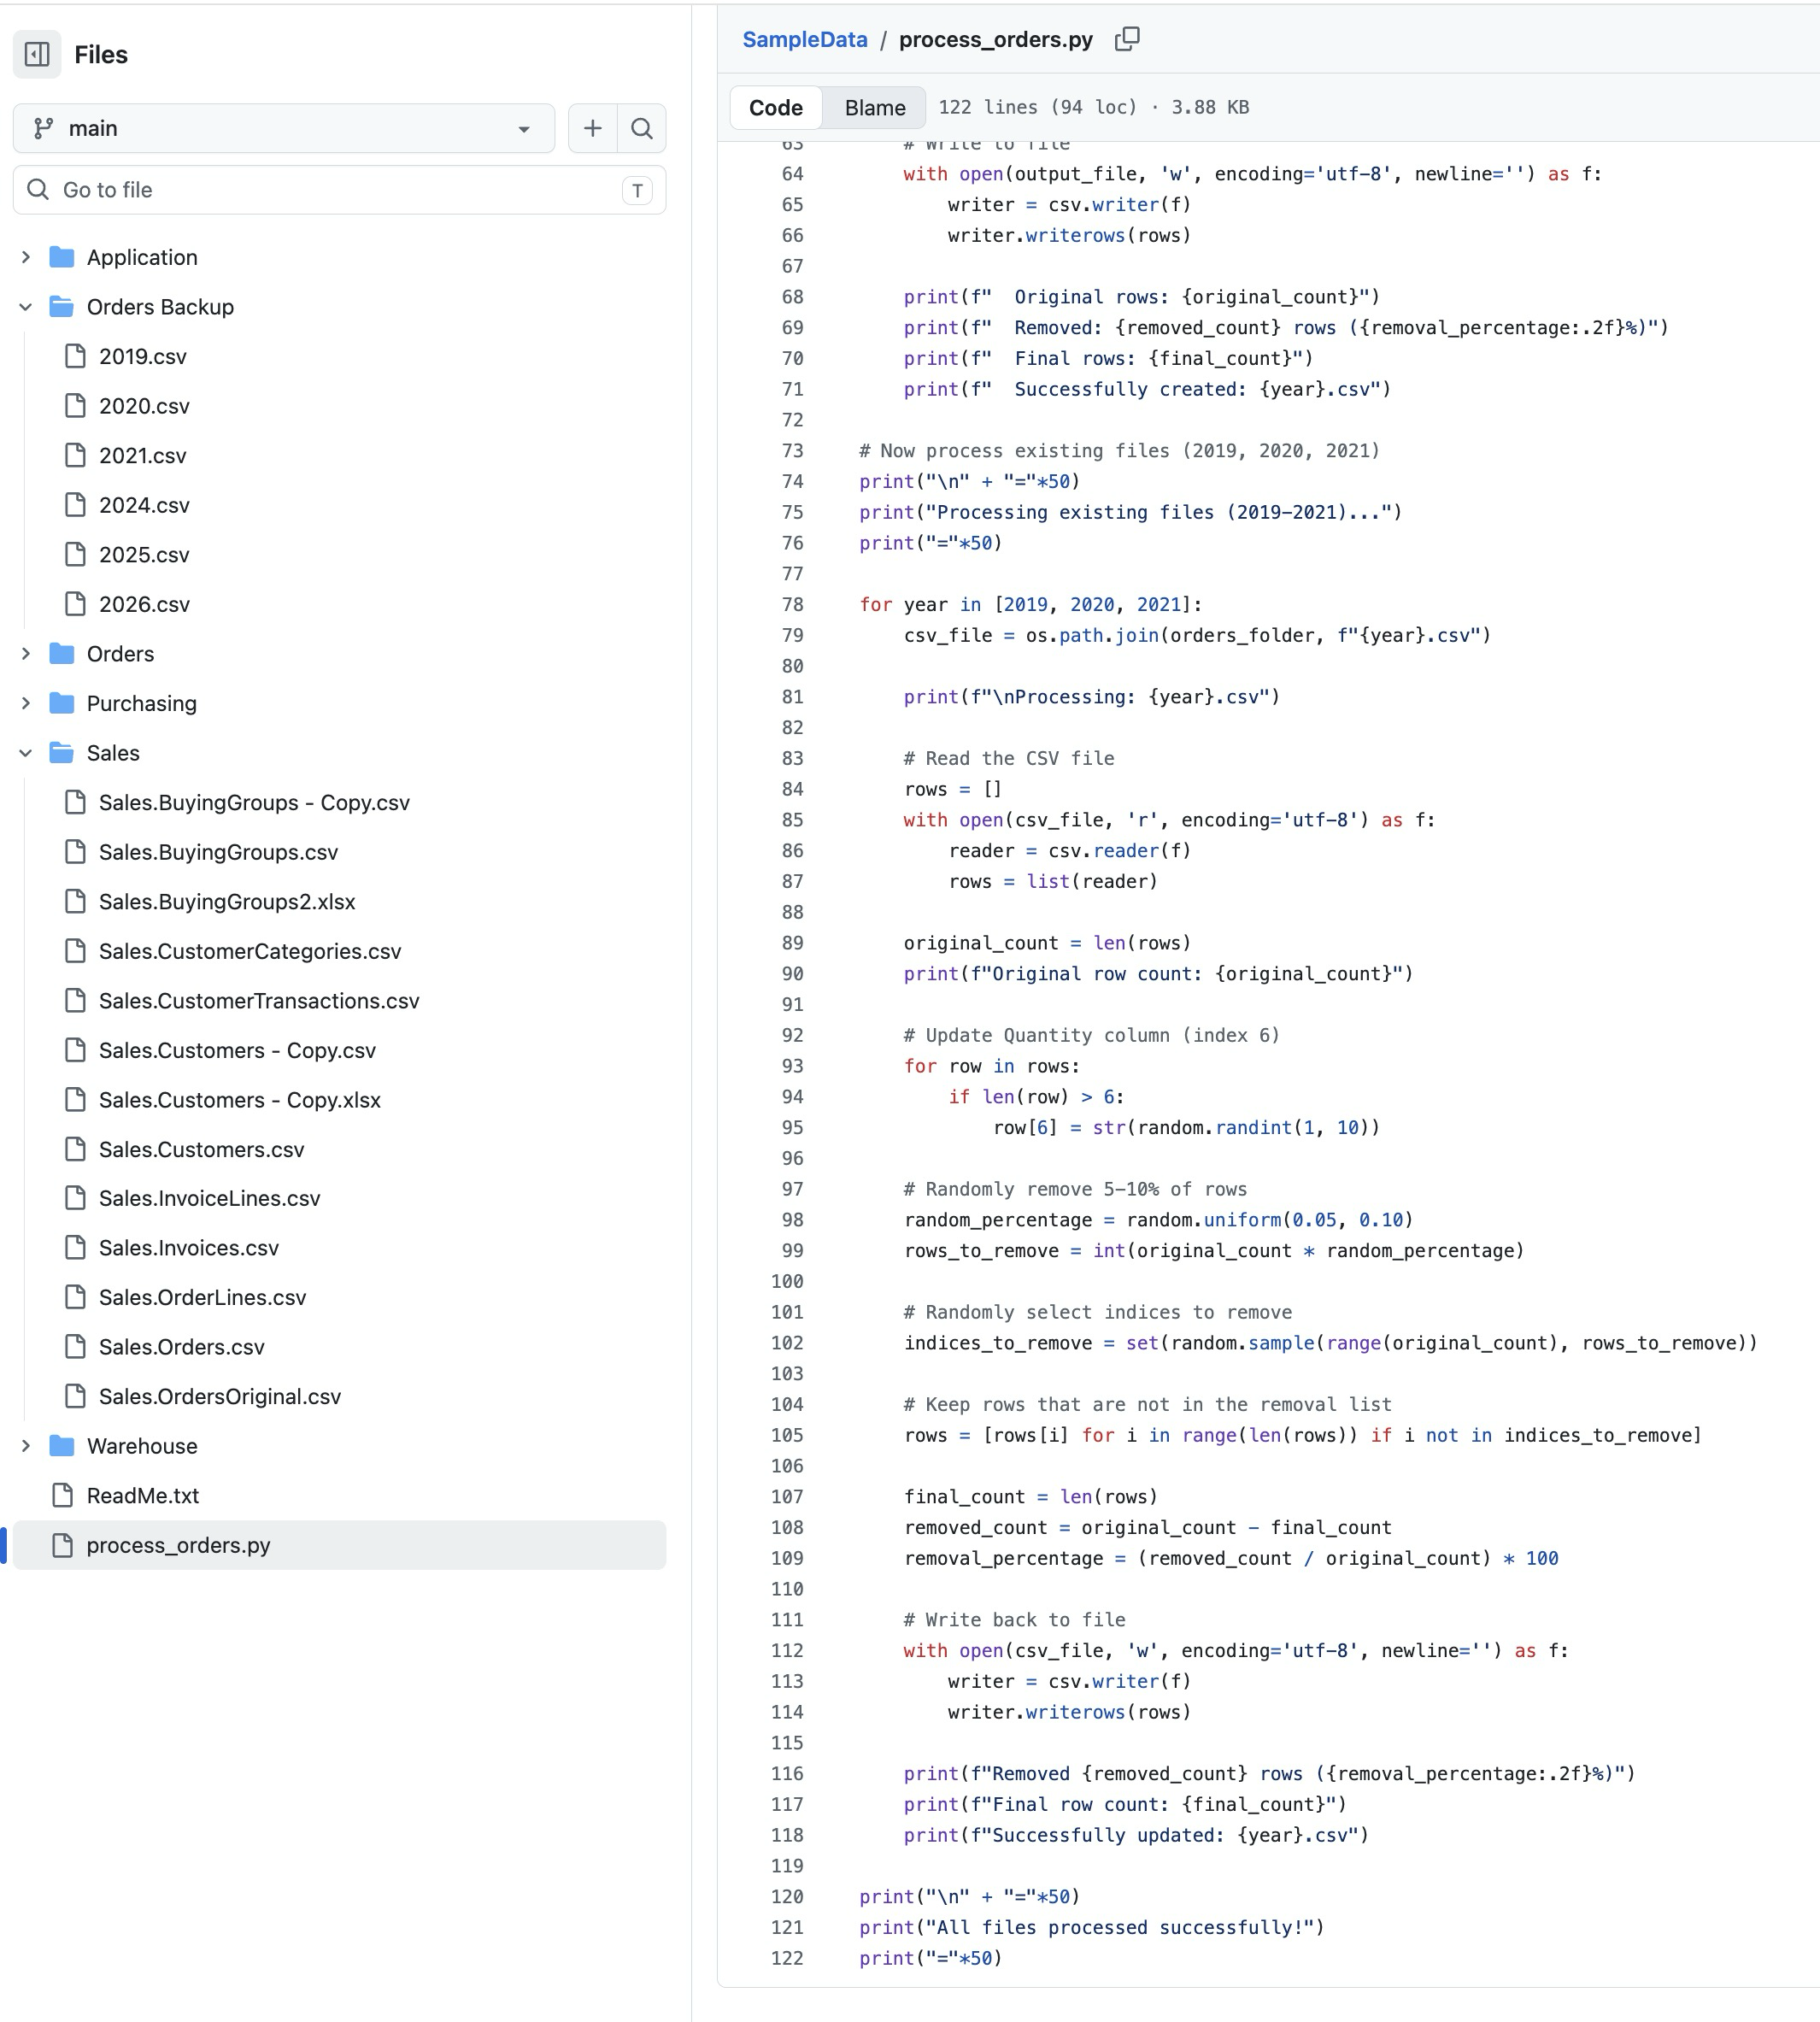 Files
main
Go to file
T
Application
Orders Backup
2019.csv
2020.csv
2021.csv
2024.csv
2025.csv
2026.csv
Orders
Purchasing
Sales
Sales.BuyingGroups - Copy.csv
Sales.BuyingGroups.csv
Sales.BuyingGroups2.xlsx
Sales.CustomerCategories.csv
Sales.CustomerTransactions.csv
Sales.Customers - Copy.csv
Sales.Customers - Copy.xlsx
Sales.Customers.csv
Sales.InvoiceLines.csv
Sales.Invoices.csv
Sales.OrderLines.csv
Sales.Orders.csv
Sales.OrdersOriginal.csv
Warehouse
ReadMe.txt
process_orders.py
SampleData / process_orders.py
Code Blame 122 lines (94 loc) · 3.88 KB
63     # Write to file
64     with open(output_file, 'w', encoding='utf-8', newline='') as f:
65         writer = csv.writer(f)
66         writer.writerows(rows)
67
68     print(f"  Original rows: {original_count}")
69     print(f"  Removed: {removed_count} rows ({removal_percentage:.2f}%)")
70     print(f"  Final rows: {final_count}")
71     print(f"  Successfully created: {year}.csv")
72
73 # Now process existing files (2019, 2020, 2021)
74 print("\n" + "="*50)
75 print("Processing existing files (2019-2021)...")
76 print("="*50)
77
78 for year in [2019, 2020, 2021]:
79     csv_file = os.path.join(orders_folder, f"{year}.csv")
80
81     print(f"\nProcessing: {year}.csv")
82
83     # Read the CSV file
84     rows = []
85     with open(csv_file, 'r', encoding='utf-8') as f:
86         reader = csv.reader(f)
87         rows = list(reader)
88
89     original_count = len(rows)
90     print(f"Original row count: {original_count}")
91
92     # Update Quantity column (index 6)
93     for row in rows:
94         if len(row) > 6:
95             row[6] = str(random.randint(1, 10))
96
97     # Randomly remove 5-10% of rows
98     random_percentage = random.uniform(0.05, 0.10)
99     rows_to_remove = int(original_count * random_percentage)
100
101     # Randomly select indices to remove
102     indices_to_remove = set(random.sample(range(original_count), rows_to_remove))
103
104     # Keep rows that are not in the removal list
105     rows = [rows[i] for i in range(len(rows)) if i not in indices_to_remove]
106
107     final_count = len(rows)
108     removed_count = original_count - final_count
109     removal_percentage = (removed_count / original_count) * 100
110
111     # Write back to file
112     with open(csv_file, 'w', encoding='utf-8', newline='') as f:
113         writer = csv.writer(f)
114         writer.writerows(rows)
115
116     print(f"Removed {removed_count} rows ({removal_percentage:.2f}%)")
117     print(f"Final row count: {final_count}")
118     print(f"Successfully updated: {year}.csv")
119
120 print("\n" + "="*50)
121 print("All files processed successfully!")
122 print("="*50)